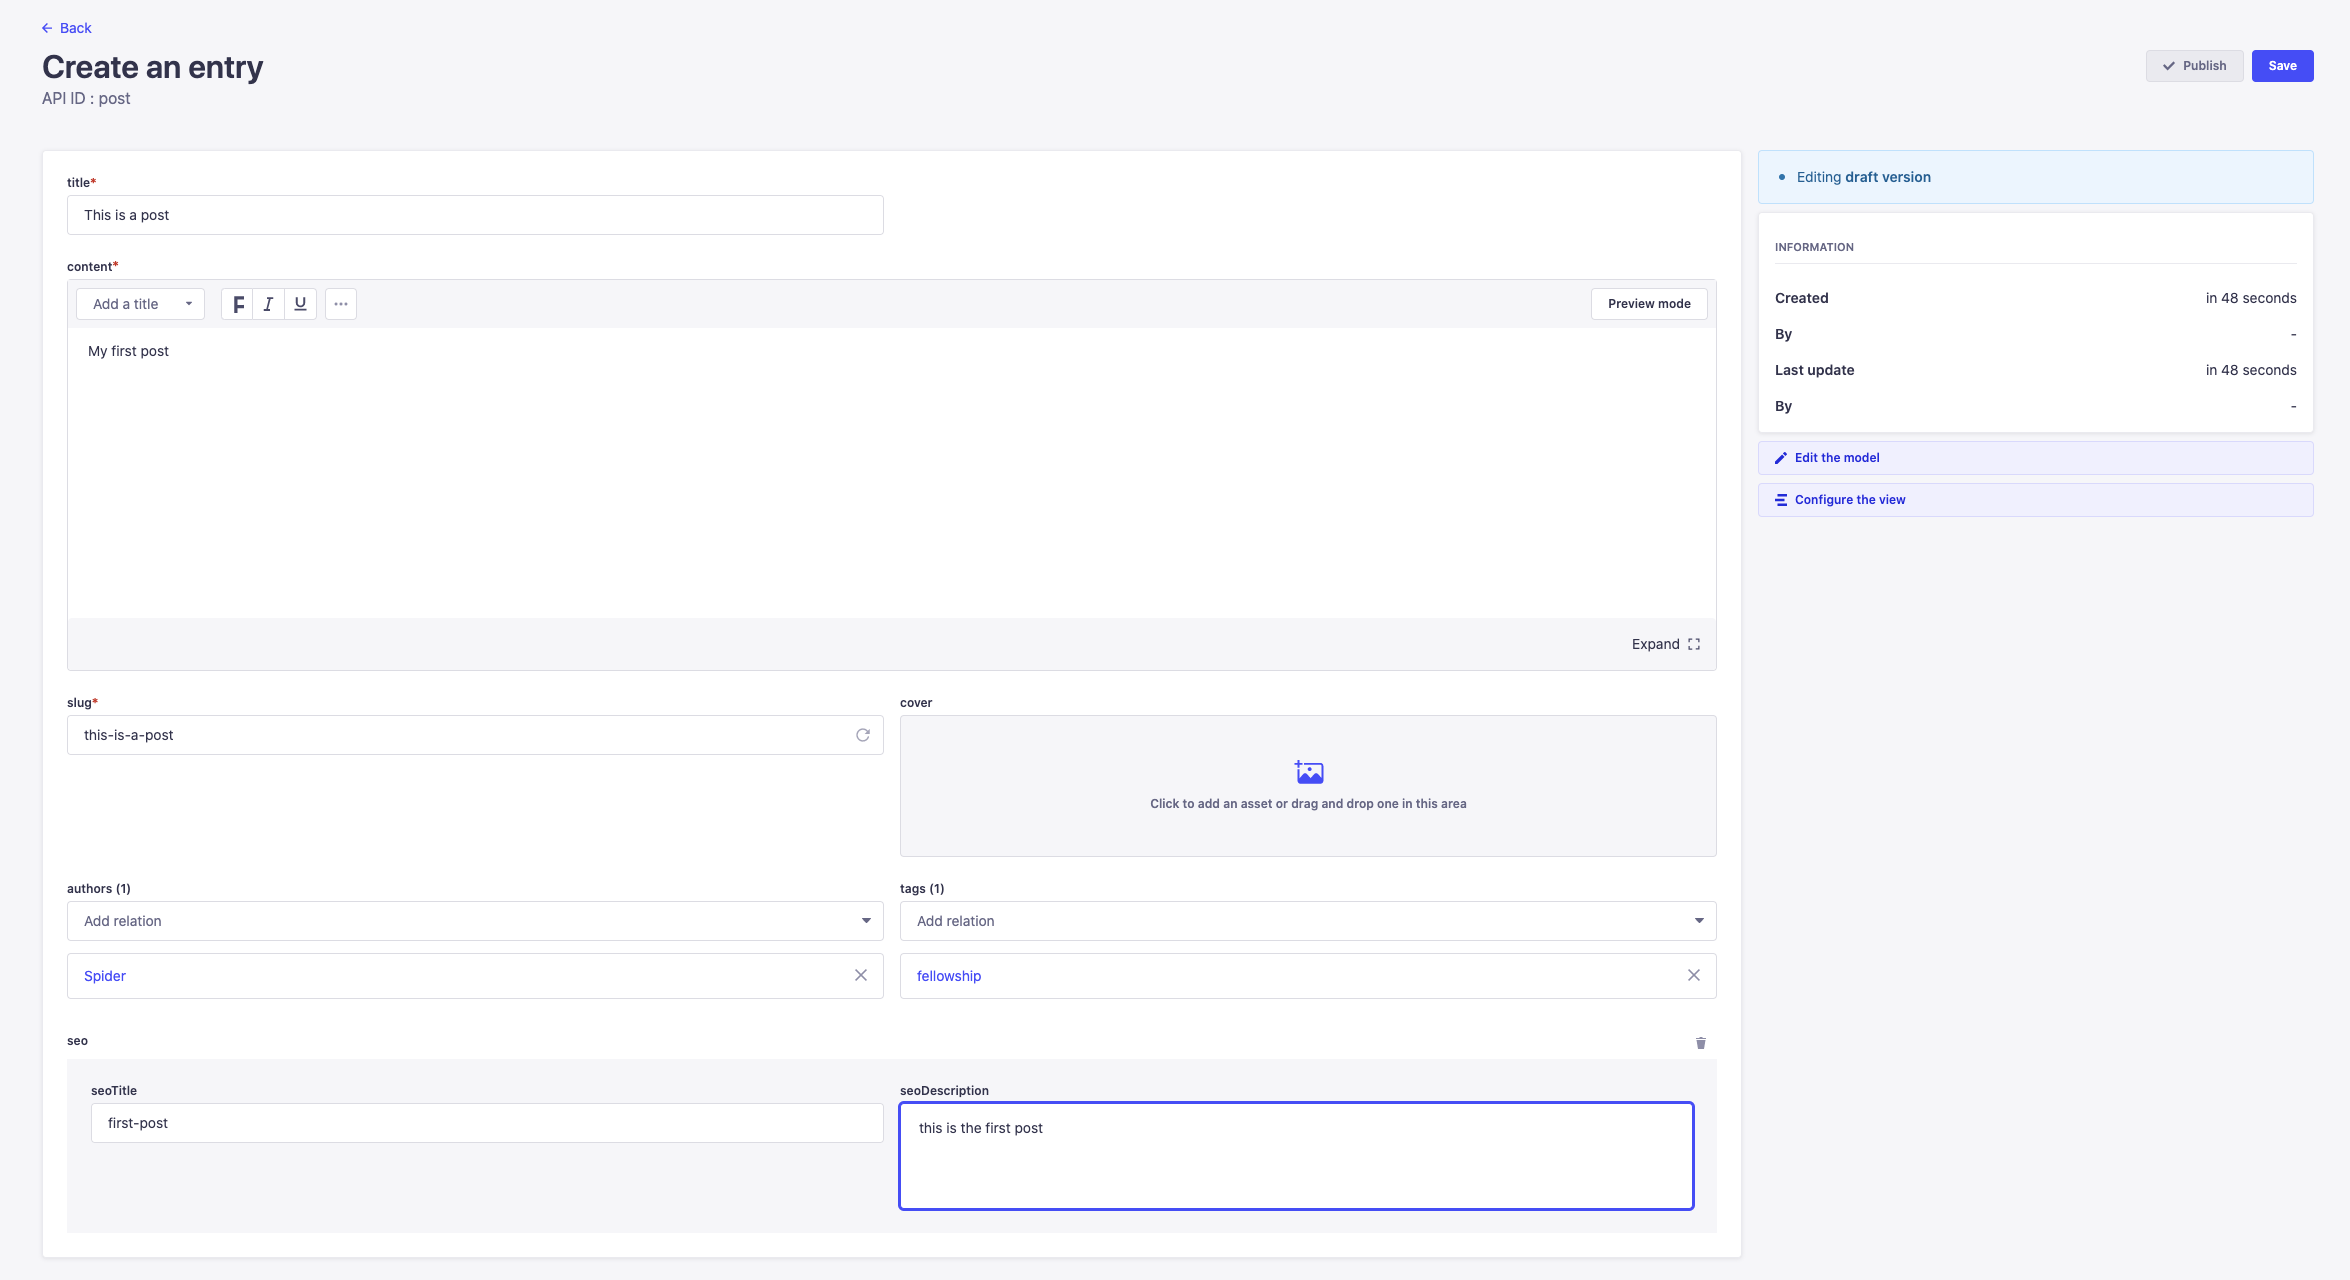 Back
Create an entry
API ID : post
Publish
Save
title*
This is a post
content*
Add a title
F I U
Preview mode
My first post
Expand
slug*
this-is-a-post
cover
Click to add an asset or drag and drop one in this area
authors (1)
Add relation
Spider
tags (1)
Add relation
fellowship
seo
seoTitle
first-post
seoDescription
this is the first post
Editing draft version
INFORMATION
Created in 48 seconds
By -
Last update in 48 seconds
By -
Edit the model
Configure the view